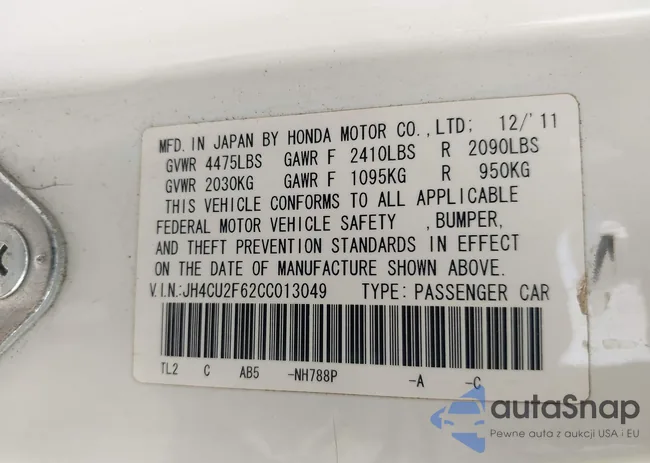 MFD. IN JAPAN BY HONDA MOTOR CO.,LTD; 12/'11
GVWR 4475LBS GAWR F 2410LBS R 2090LBS
GVWR 2030KG GAWR F 1095KG R 950KG
THIS VEHICLE CONFORMS TO ALL APPLICABLE
FEDERAL MOTOR VEHICLE SAFETY ,BUMPER,
AND THEFT PREVENTION STANDARDS IN EFFECT
ON THE DATE OF MANUFACTURE SHOWN ABOVE.
V.I.N.:JH4CU2F62CC013049 TYPE: PASSENGER CAR
TL2 C AB5 -NH788P -A -C
autaSnap
Pewne auta z aukcji USA i EU